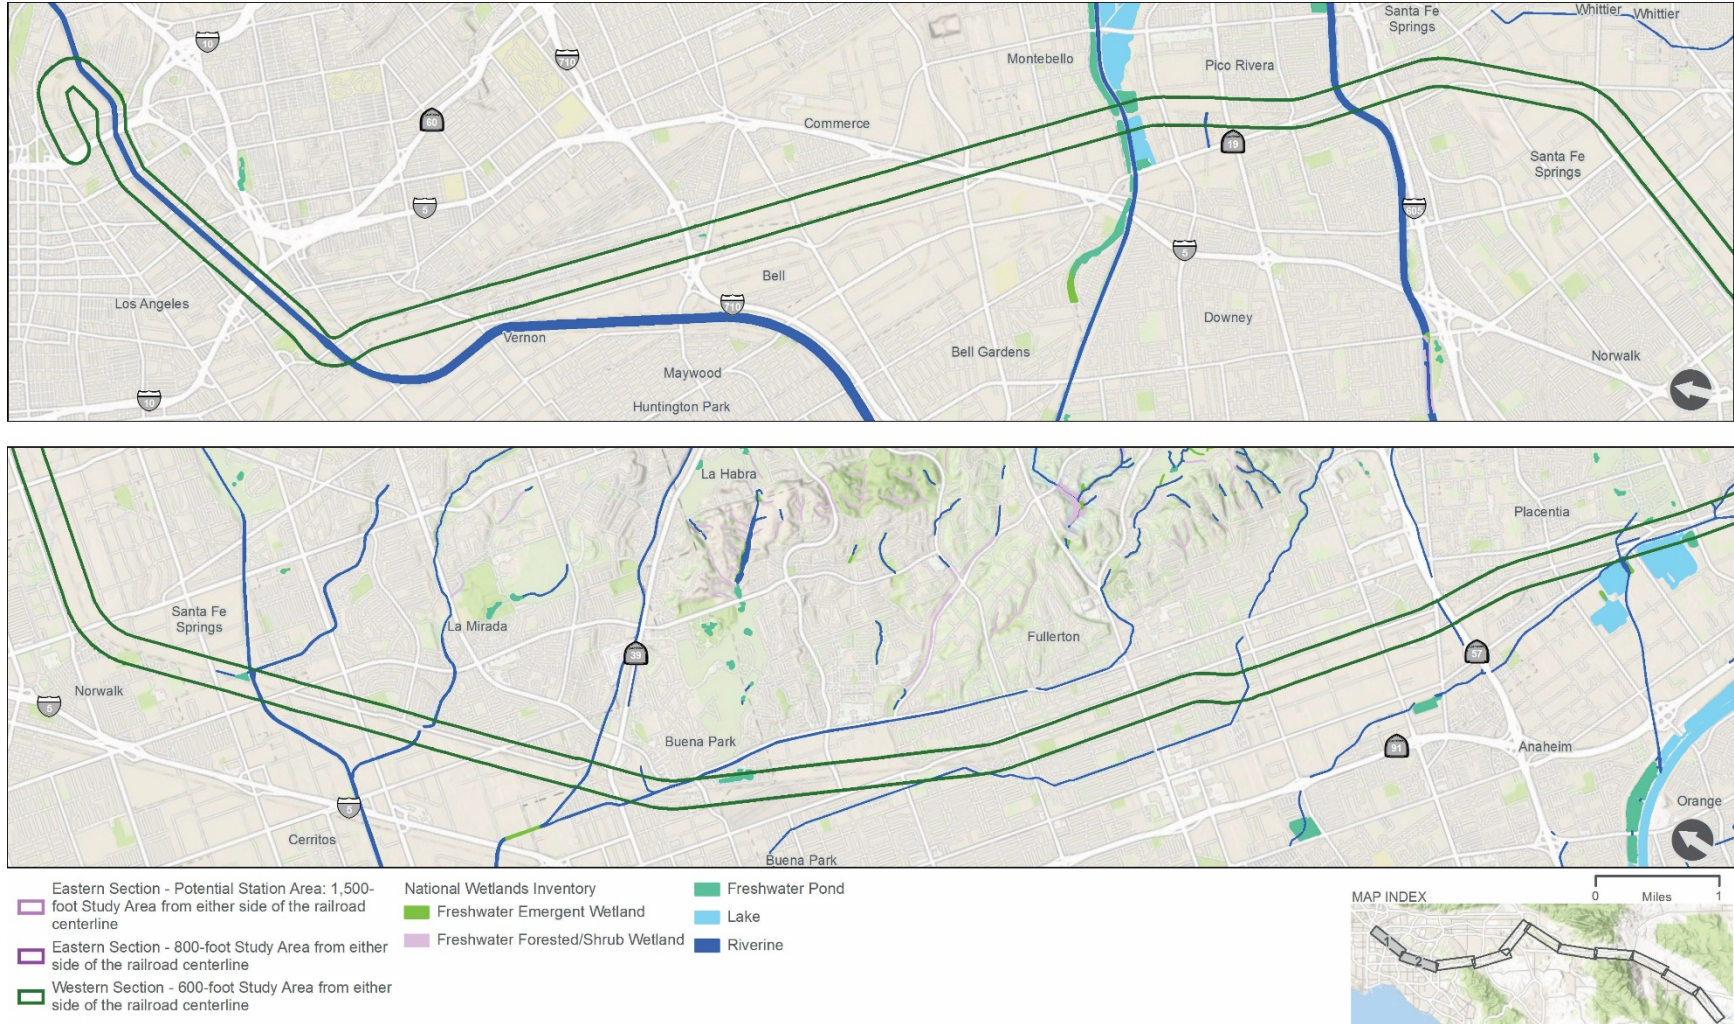 Santa Fe
Springs
Whittier
Whittier
10
710
Montebello
Pico Rivera
60
Commerce
19
Santa Fe
Springs
5
605
5
Los Angeles
Bell
710
Vernon
Downey
Bell Gardens
Norwalk
Maywood
10
Huntington Park
La Habra
Placentia
Santa Fe
Springs
La Mirada
Fullerton
39
57
Norwalk
5
Buena Park
91
Anaheim
5
Orange
Cerritos
Buena Park
Eastern Section - Potential Station Area: 1,500-
foot Study Area from either side of the railroad
centerline
Eastern Section - 800-foot Study Area from either
side of the railroad centerline
Western Section - 600-foot Study Area from either
side of the railroad centerline
National Wetlands Inventory
Freshwater Emergent Wetland
Freshwater Forested/Shrub Wetland
Freshwater Pond
Lake
Riverine
MAP INDEX
0 Miles 1
1
2